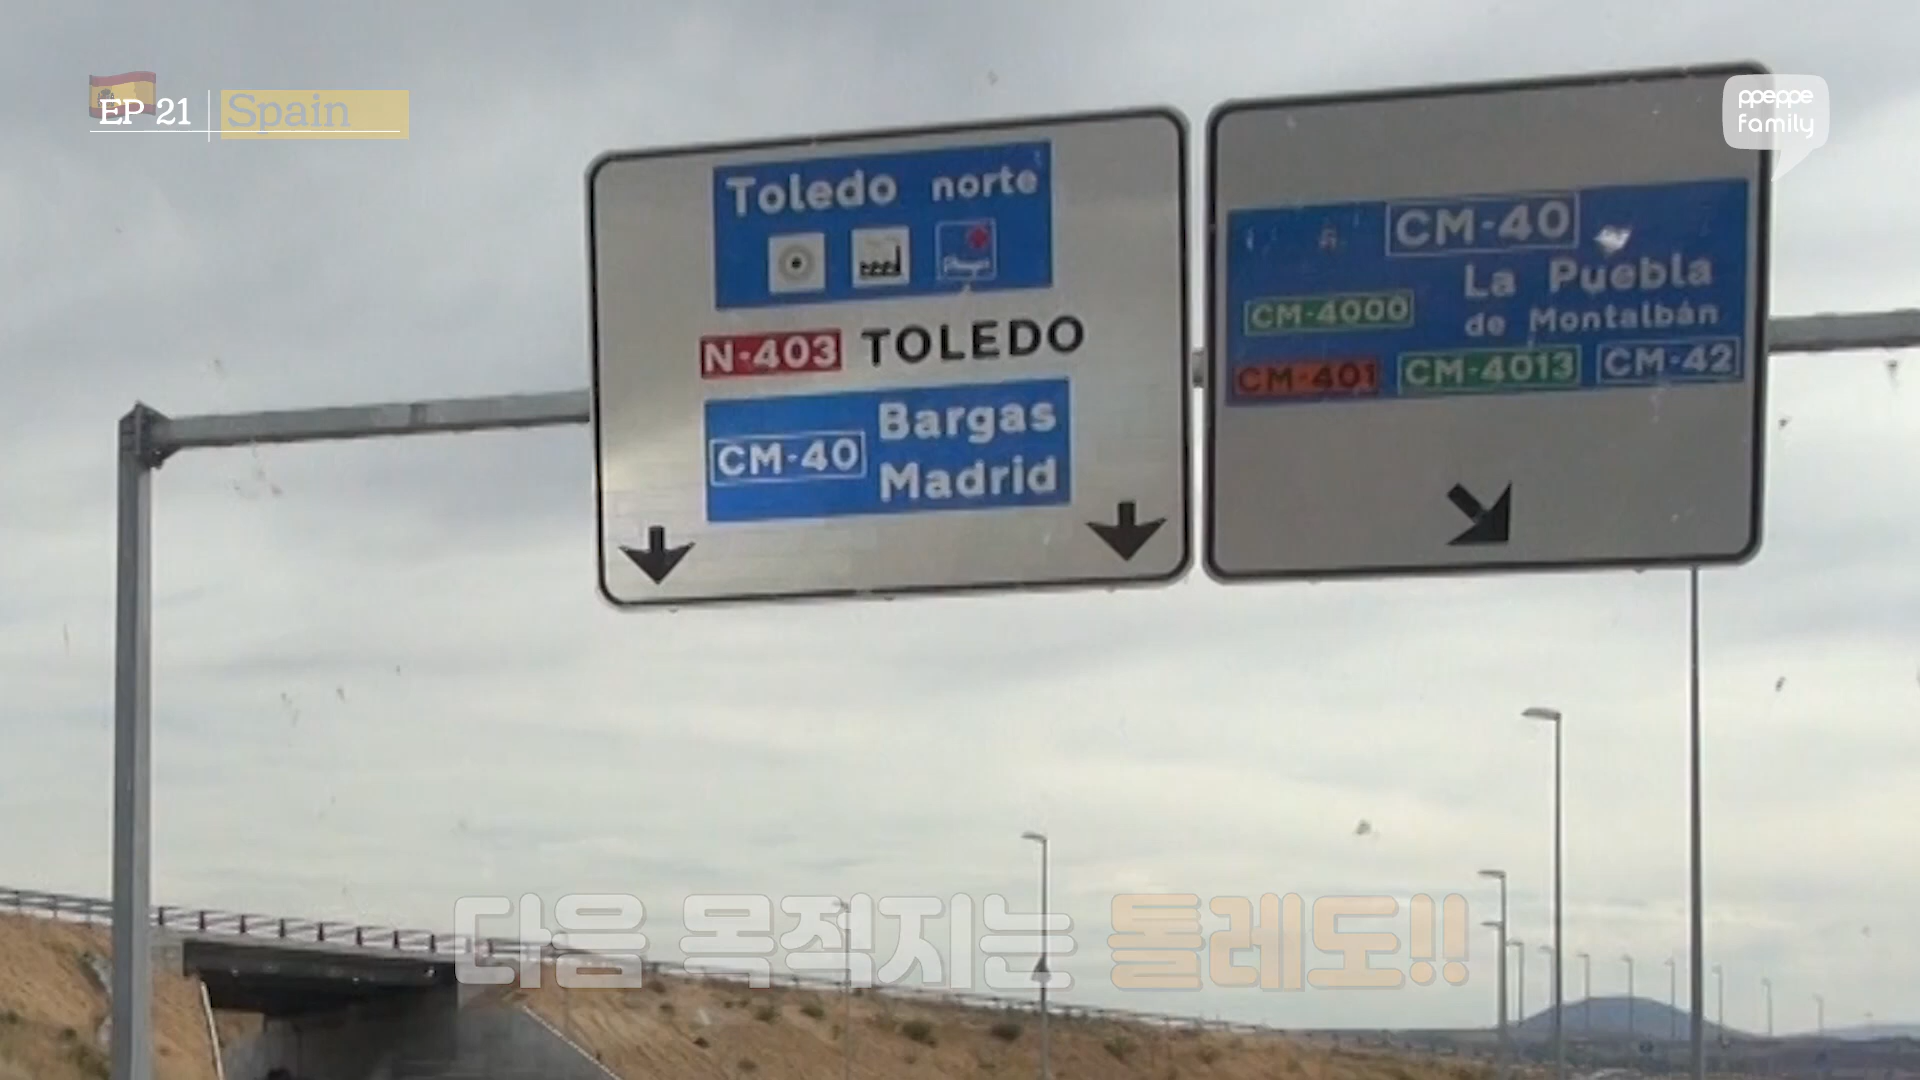 EP 21 | Spain
ppeppe
family
Toledo norte
N-403 TOLEDO
CM-40 Bargas
Madrid
CM-40
La Puebla
CM-4000 de Montalbán
CM-401 CM-4013 CM-42
다음 목적지는 톨레도!!